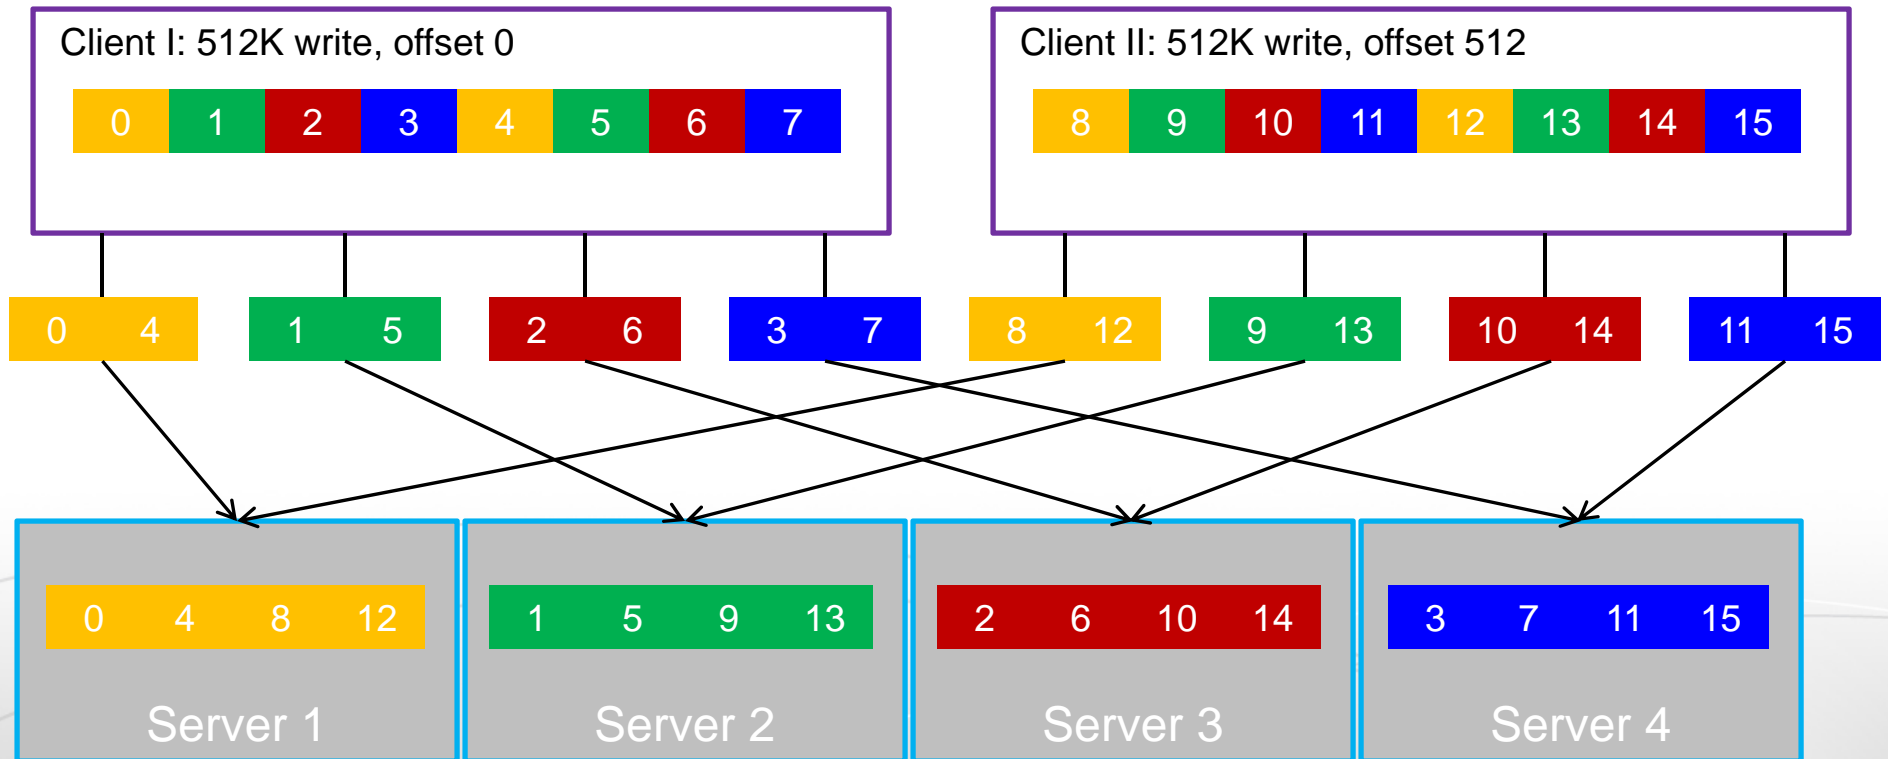 Client I: 512K write, offset 0
0 1 2 3 4 5 6 7
Client II: 512K write, offset 512
8 9 10 11 12 13 14 15
0 4
1 5
2 6
3 7
8 12
9 13
10 14
11 15
0 4 8 12
Server 1
1 5 9 13
Server 2
2 6 10 14
Server 3
3 7 11 15
Server 4